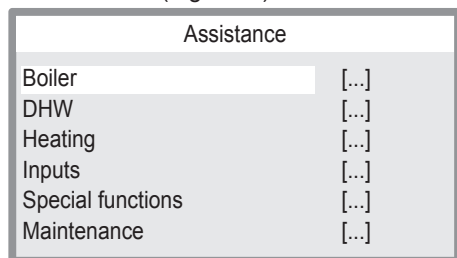 Assistance
Boiler [...]
DHW [...]
Heating [...]
Inputs [...]
Special functions [...]
Maintenance [...]